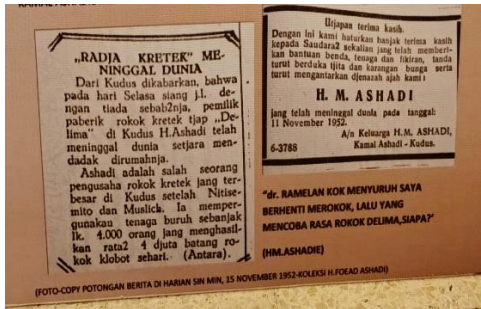 „RADJA KRETEK" ME-
NINGGAL DUNIA
Dari Kudus dikabarkan, bahwa
pada hari Selasa siang j.l. de-
ngan tiada sebab2nja, pemilik
paberik rokok kretek tjap „De-
lima" di Kudus H.Ashadi telah
meninggal dunia setjara men-
dadak dirumahnja.
Ashadi adalah salah seorang
pengusaha rokok kretek jang ter-
besar di Kudus setelah Nitise-
mito dan Muslich. Ia memper-
gunakan tenaga buruh sebanjak
lk. 4.000 orang jang menghasil-
kan rata2 4 djuta batang ro-
kok klobot sehari. (Antara).
Utjapan terima kasih.
Dengan ini kami haturkan banjak terima kasih
kepada Saudara2 sekalian jang telah memberi-
kan bantuan benda, tenaga dan fikiran, tanda
turut berduka tjita dan karangan bunga serta
turut mengantarkan djenazah ajah kami :
H. M. ASHADI
jang telah meninggal dunia pada tanggal:
11 November 1952.
A/n Keluarga H.M. ASHADI,
6-3788 Kamal Ashadi - Kudus.
"dr. RAMELAN KOK MENYURUH SAYA
BERHENTI MEROKOK, LALU YANG
MENCOBA RASA ROKOK DELIMA,SIAPA?'
(HM.ASHADIE)
(FOTO-COPY POTONGAN BERITA DI HARIAN SIN MIN, 15 NOVEMBER 1952-KOLEKSI H.FOEAD ASHADI)